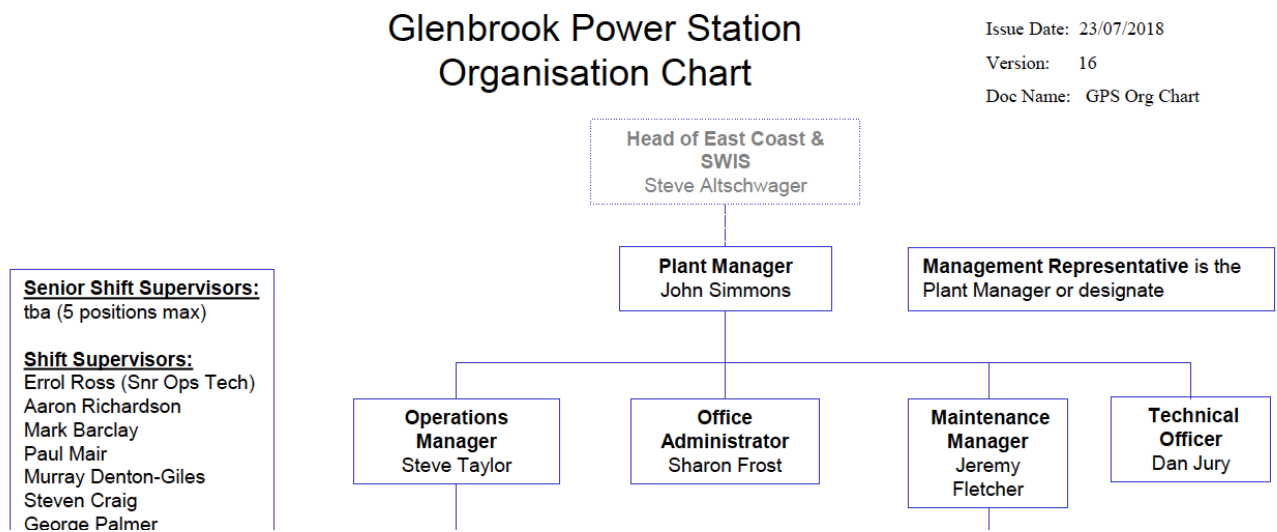 Glenbrook Power Station
Organisation Chart
Issue Date: 23/07/2018
Version: 16
Doc Name: GPS Org Chart
Head of East Coast &
SWIS
Steve Altschwager
Plant Manager
John Simmons
Management Representative is the
Plant Manager or designate
Senior Shift Supervisors:
tba (5 positions max)
Shift Supervisors:
Errol Ross (Snr Ops Tech)
Aaron Richardson
Mark Barclay
Paul Mair
Murray Denton-Giles
Steven Craig
George Palmer
Operations
Manager
Steve Taylor
Office
Administrator
Sharon Frost
Maintenance
Manager
Jeremy
Fletcher
Technical
Officer
Dan Jury